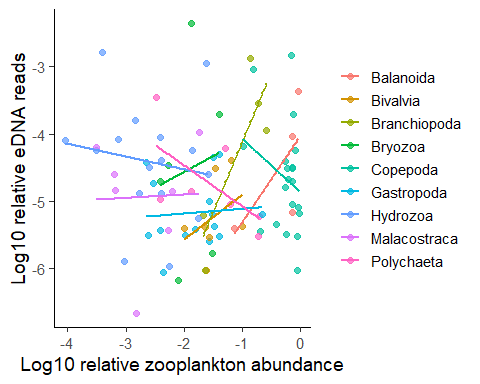 Log10 relative eDNA reads
-3
-4
-5
-6
-4
-3
-2
-1
0
Log10 relative zooplankton abundance
Balanoida
Bivalvia
Branchiopoda
Bryozoa
Copepoda
Gastropoda
Hydrozoa
Malacostraca
Polychaeta